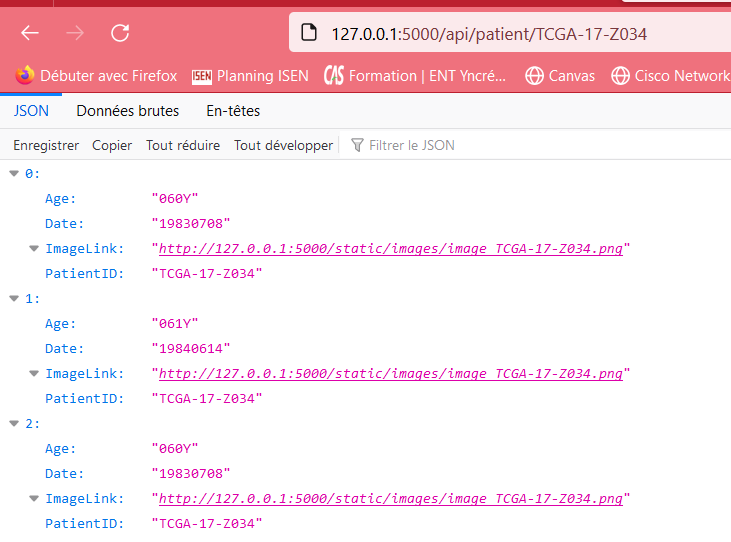 127.0.0.1:5000/api/patient/TCGA-17-Z034
Débuter avec Firefox ISEN Planning ISEN Formation | ENT Yncré... Canvas Cisco Network
JSON Données brutes En-têtes
Enregistrer Copier Tout réduire Tout développer Filtrer le JSON
0:
Age: "060Y"
Date: "19830708"
ImageLink: "http://127.0.0.1:5000/static/images/image_TCGA-17-Z034.png"
PatientID: "TCGA-17-Z034"
1:
Age: "061Y"
Date: "19840614"
ImageLink: "http://127.0.0.1:5000/static/images/image_TCGA-17-Z034.png"
PatientID: "TCGA-17-Z034"
2:
Age: "060Y"
Date: "19830708"
ImageLink: "http://127.0.0.1:5000/static/images/image_TCGA-17-Z034.png"
PatientID: "TCGA-17-Z034"